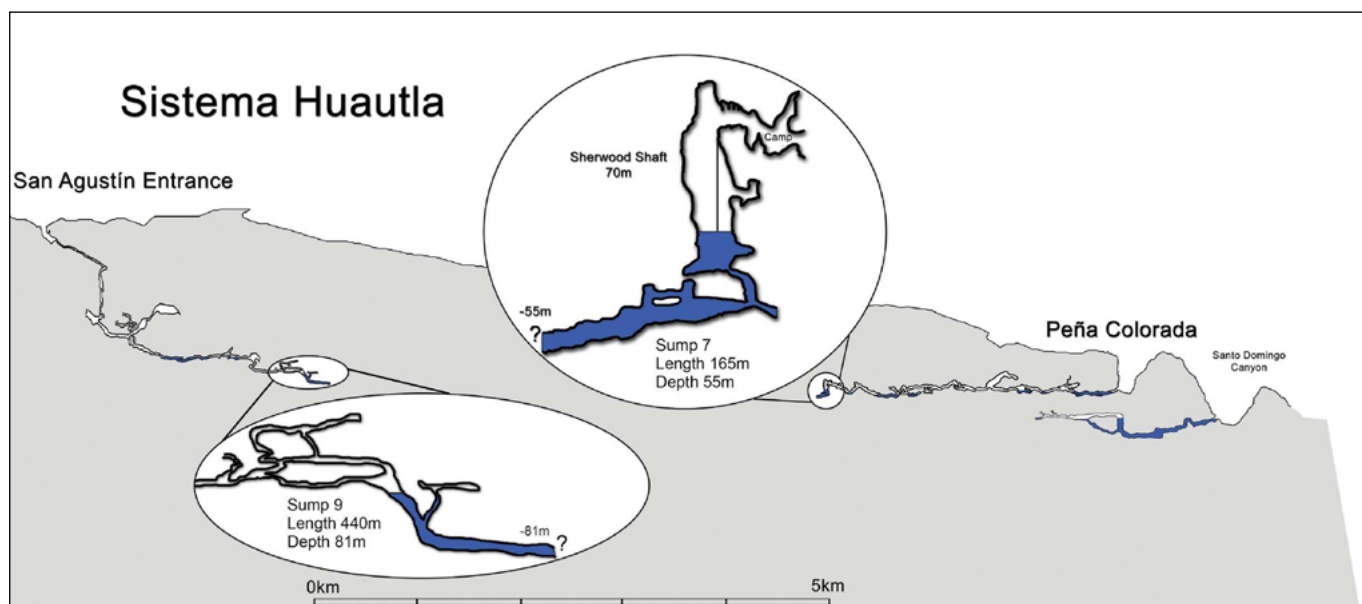 Sistema Huautla
San Agustín Entrance
Sherwood Shaft
70m
Camp
-55m
?
Sump 7
Length 165m
Depth 55m
Peña Colorada
Santo Domingo
Canyon
Sump 9
Length 440m
Depth 81m
-81m
?
0km
5km